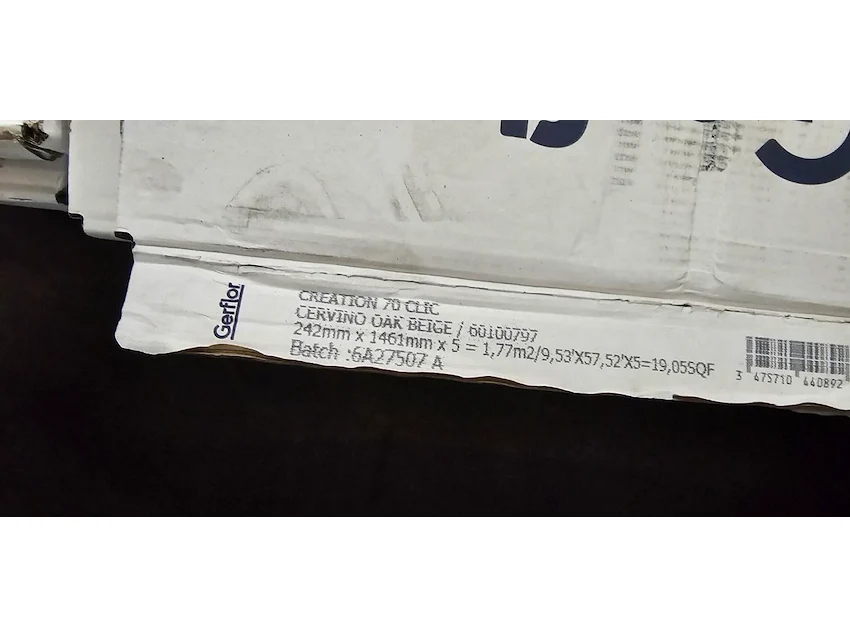 Gerflor
CREATION 70 CLIC
CERVINO OAK BEIGE / 60100797
242mm x 1461mm x 5 = 1,77m2/9,53'X57,52'X5=19,05SQF
Batch :6A27507 A
3 475710 440892